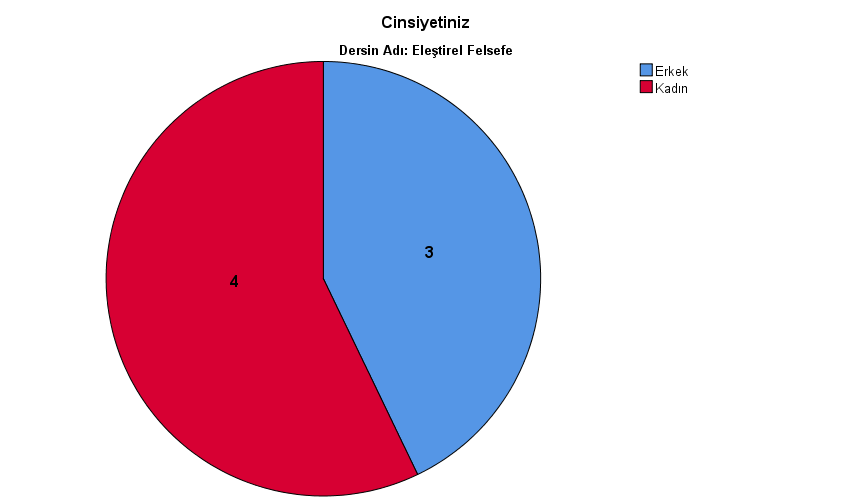 Cinsiyetiniz
Dersin Adı: Eleştirel Felsefe
Erkek
Kadın
3
4